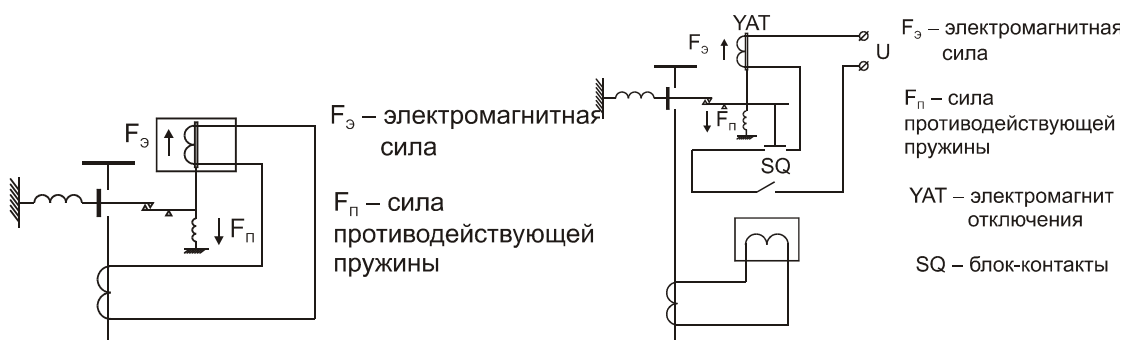 Fэ
Fп
Fэ – электромагнитная
сила
Fп – сила
противодействующей
пружины
YAT
Fэ
U
Fп
SQ
Fэ – электромагнитная
сила
Fп – сила
противодействующей
пружины
YAT – электромагнит
отключения
SQ – блок-контакты